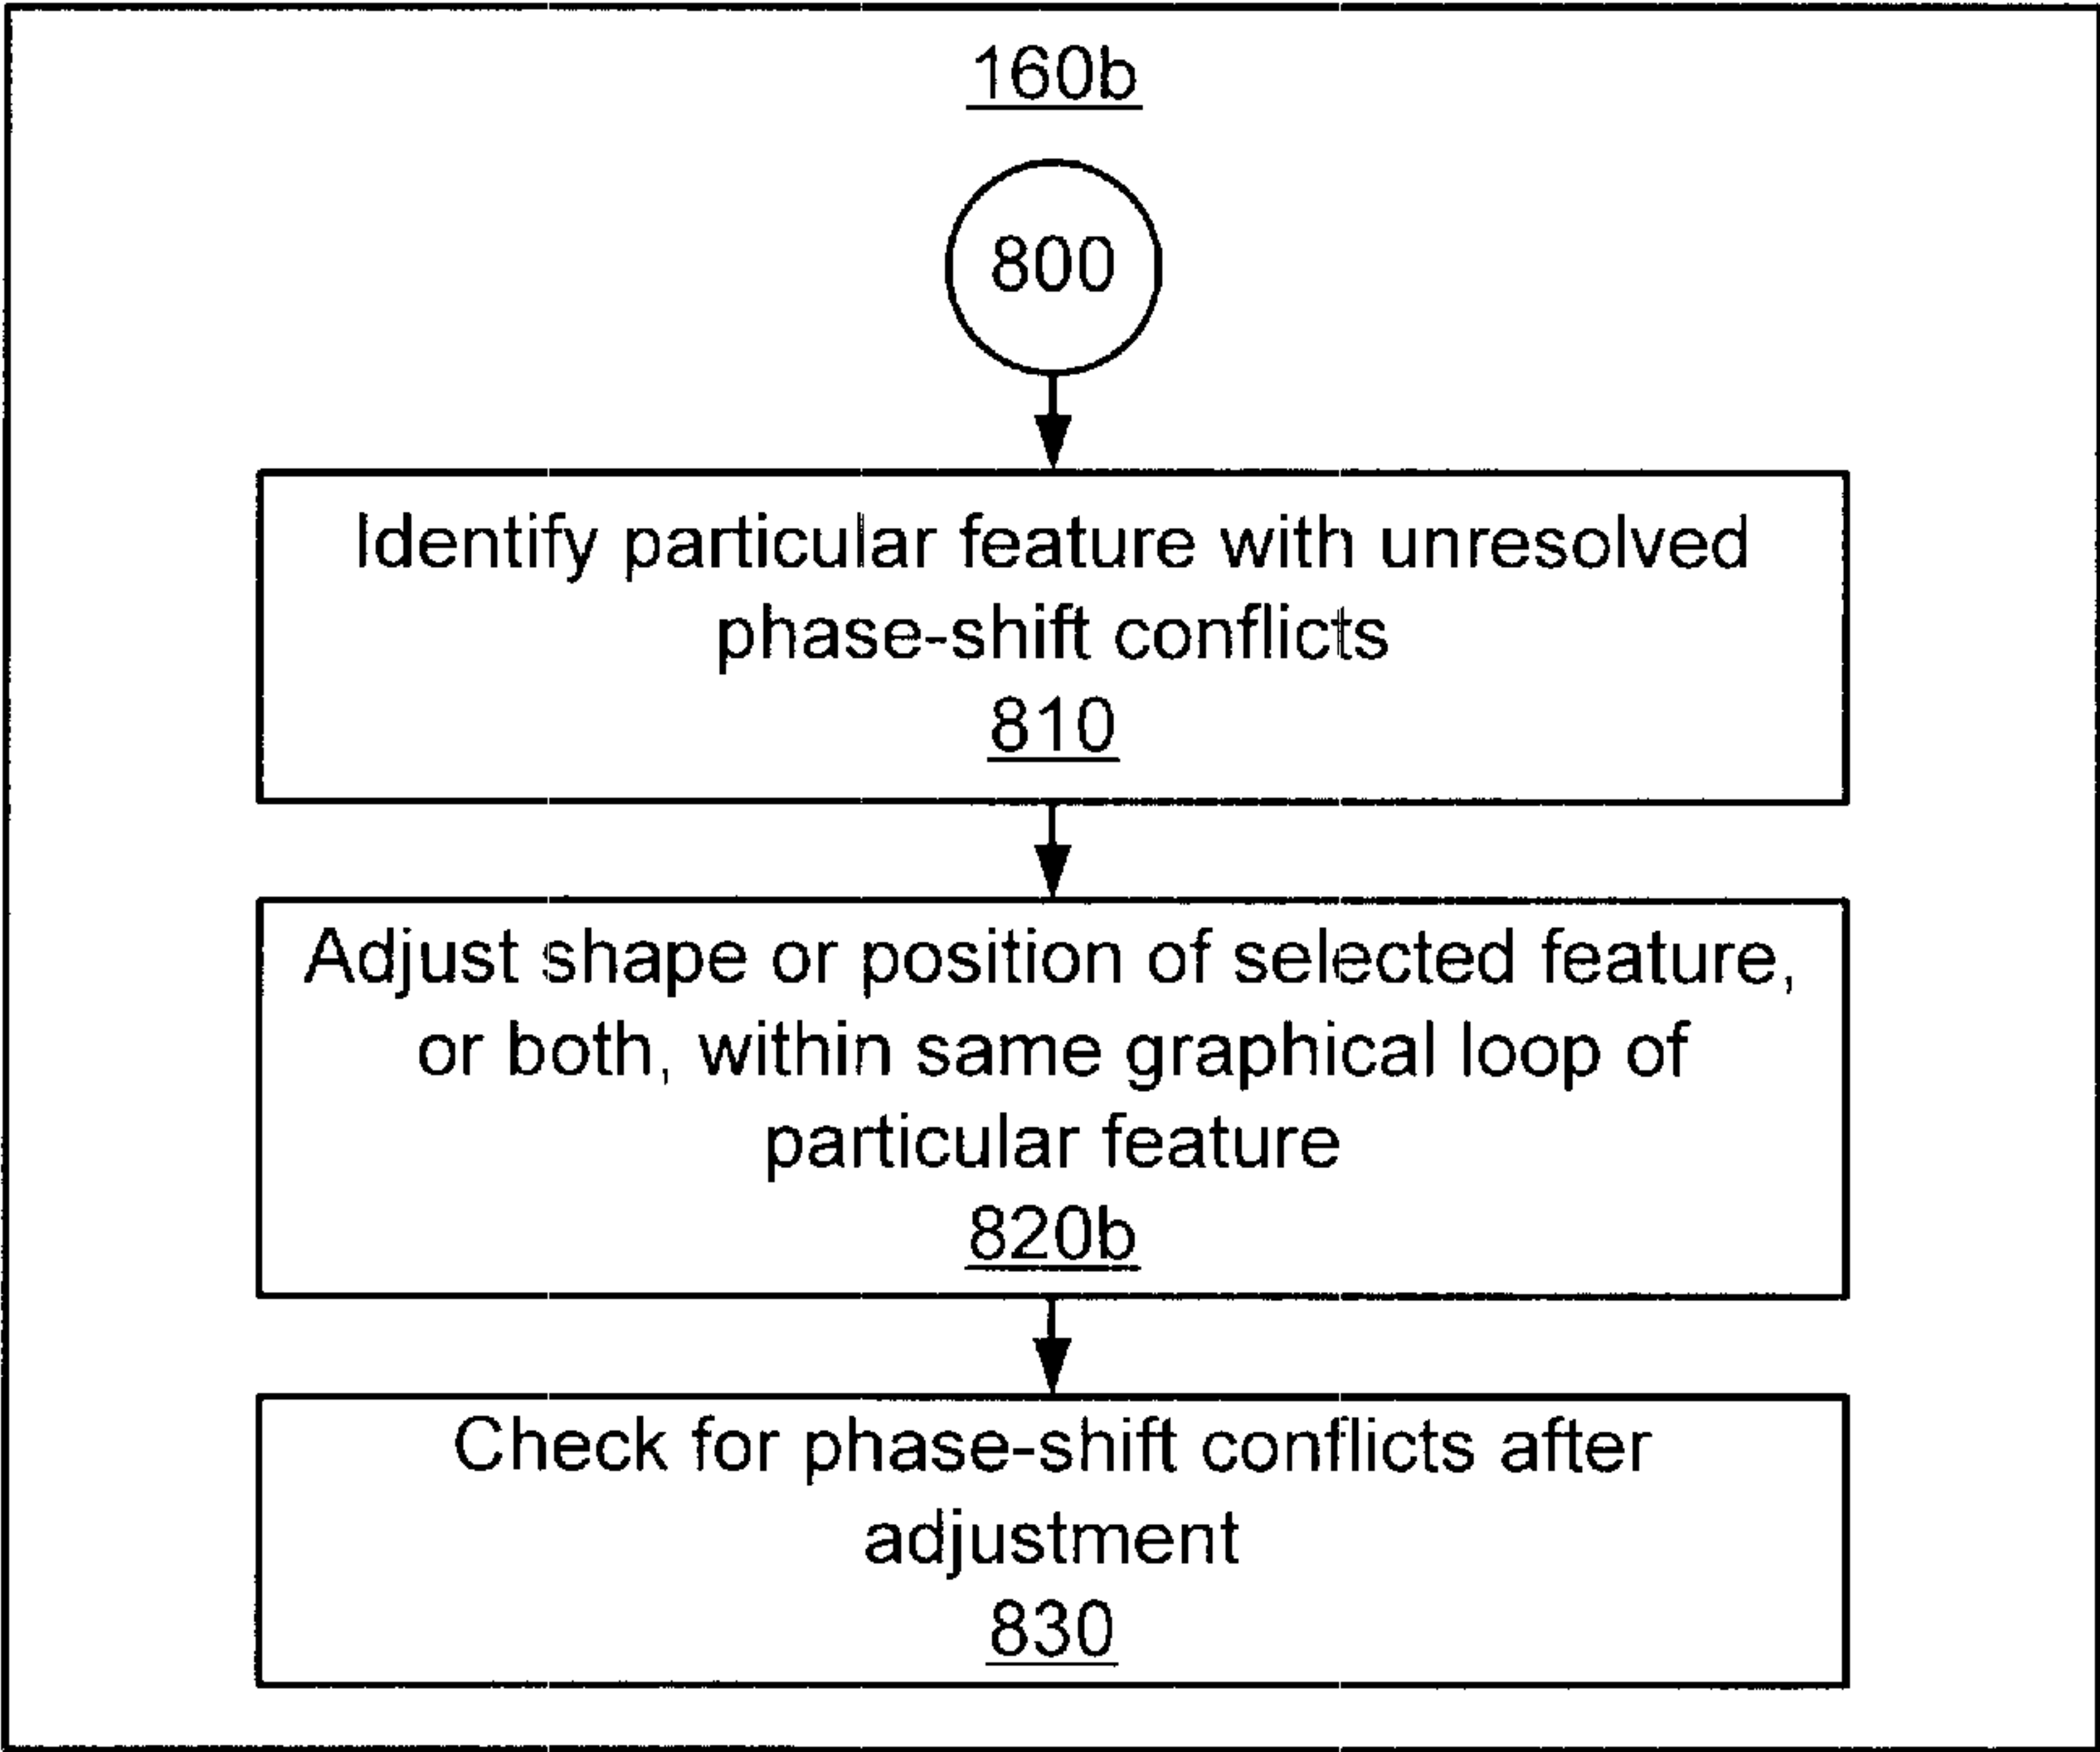 160b
800
Identify particular feature with unresolved
phase-shift conflicts
810
Adjust shape or position of selected feature,
or both, within same graphical loop of
particular feature
820b
Check for phase-shift conflicts after
adjustment
830